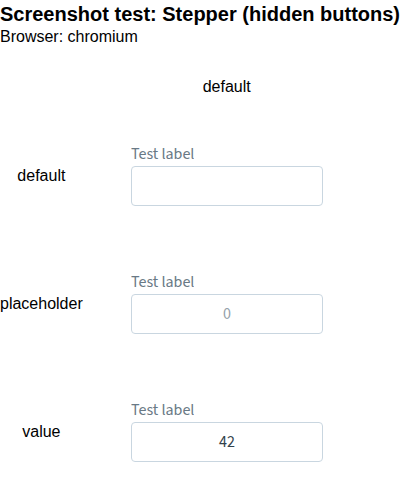 Screenshot test: Stepper (hidden buttons)
Browser: chromium
default
Test label
default
Test label
placeholder
0
Test label
value
42